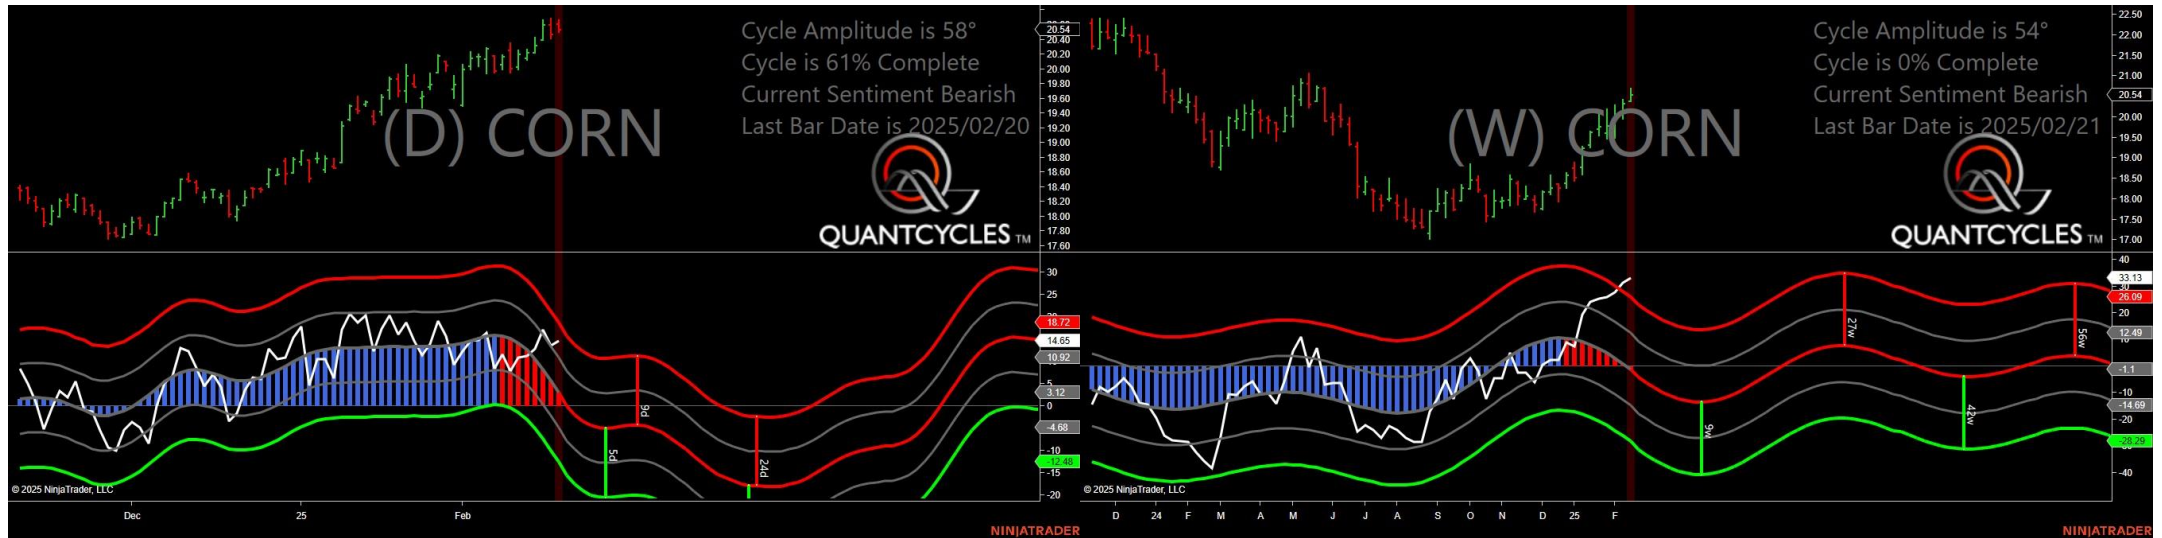 Cycle Amplitude is 58°
Cycle is 61% Complete
Current Sentiment Bearish
Last Bar Date is 2025/02/20
(D) CORN
QUANTCYCLES TM
20.54
20.40
20.20
20.00
19.80
19.60
19.40
19.20
19.00
18.80
18.60
18.40
18.20
18.00
17.80
17.60
30
25
18.72
14.65
10.92
5
3.12
0
-4.68
-10
-12.48
-15
-20
5d
9d
24d
© 2025 NinjaTrader, LLC
Dec
25
Feb
NINJATRADER
Cycle Amplitude is 54°
Cycle is 0% Complete
Current Sentiment Bearish
Last Bar Date is 2025/02/21
(W) CORN
QUANTCYCLES TM
22.50
22.00
21.50
21.00
20.54
20.00
19.50
19.00
18.50
18.00
17.50
17.00
40
33.13
30
26.09
20
12.49
10
-1.1
-10
-14.69
-20
-28.29
-40
9w
27w
42w
56w
© 2025 NinjaTrader, LLC
D
24
F
M
A
M
J
J
A
S
O
N
D
25
F
NINJATRADER